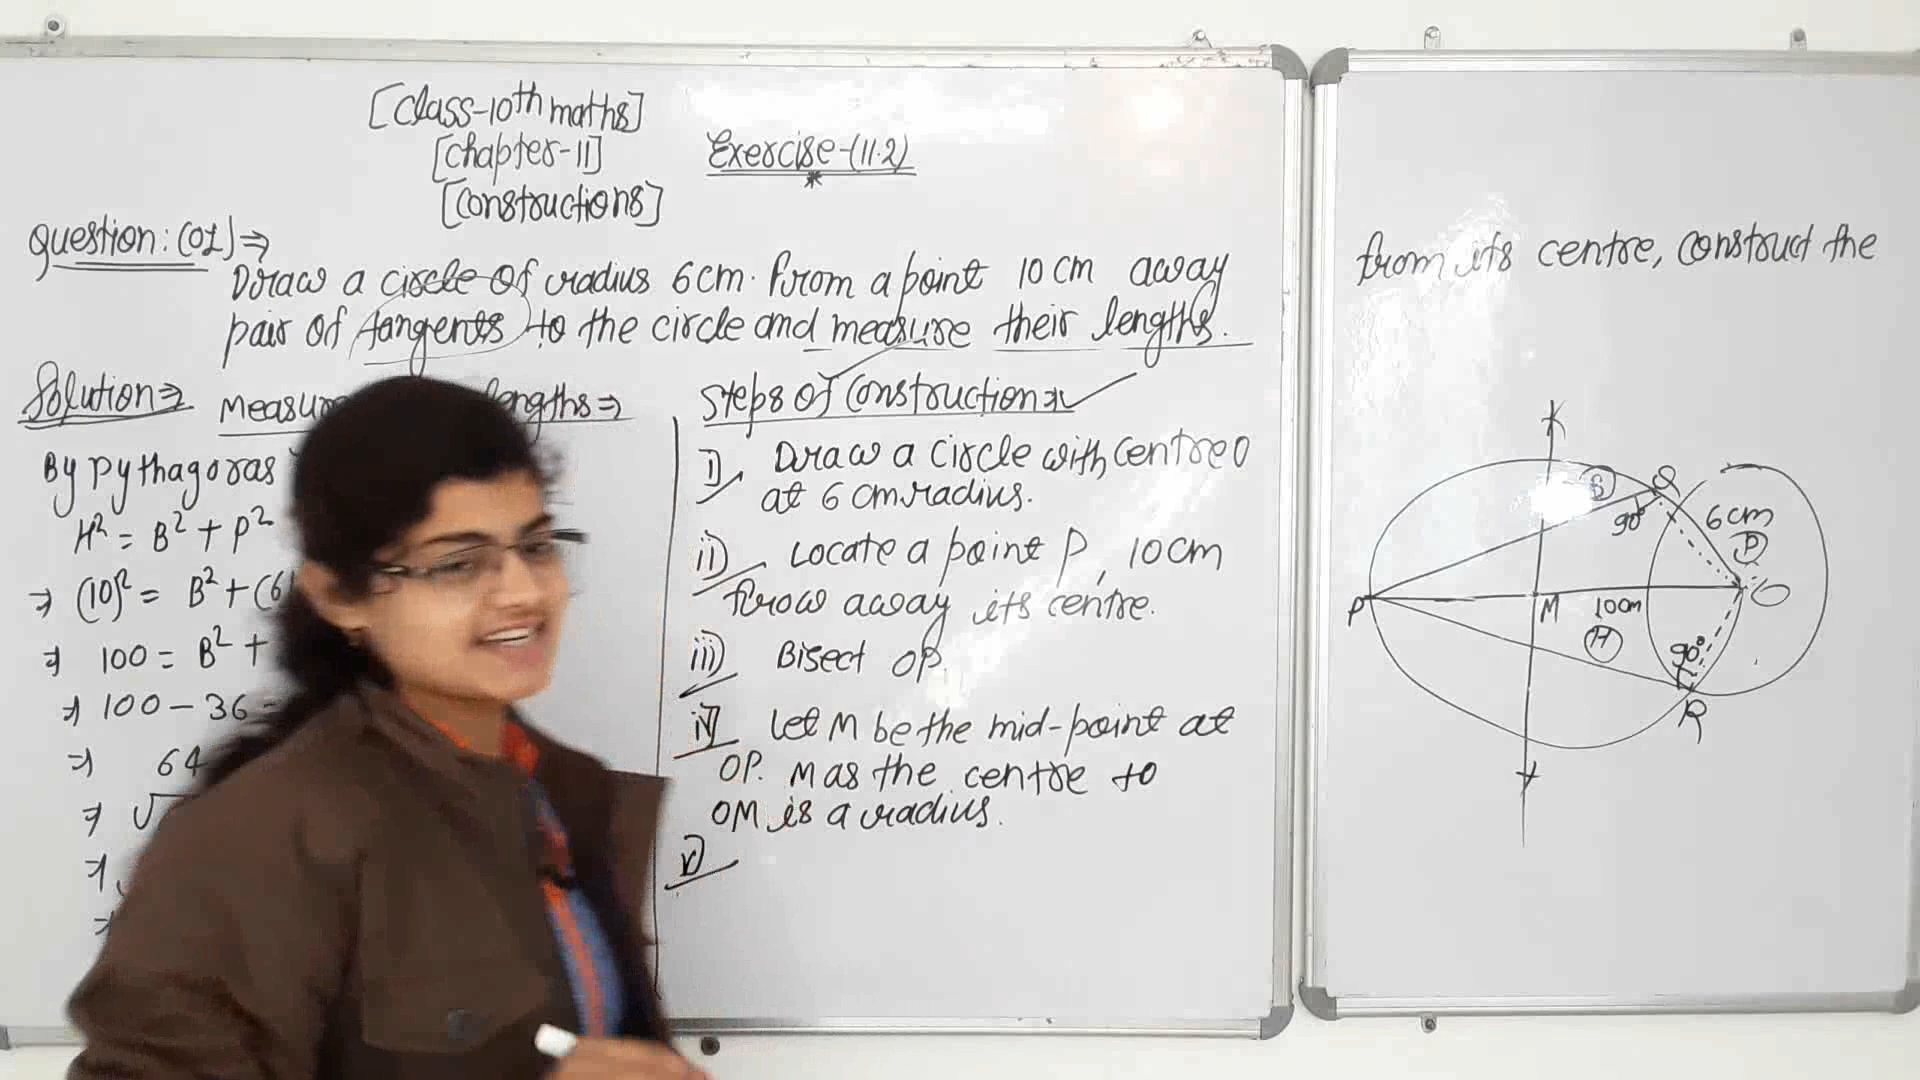 [Class-10th maths]
[chapter-11]
[constructions]
Exercise-(11.2)
*
Question:(01)⇒
Draw a circle of radius 6cm. From a point 10cm away
from its centre, construct the
pair of tangents to the circle and measure their lengths.
Solution⇒
lengths⇒
By Pythagoras
H² = B² + P²
⇒ (10)² = B² + (6
⇒ 100 = B² +
⇒ 100 - 36 =
⇒ 64
⇒ √
⇒
⇒
Steps of Construction
i) Draw a circle with centre O
at 6 cm radius.
ii) Locate a point P, 10cm
away its centre.
iii) Bisect OP.
iv) Let M be the mid-point at
OP. M as the centre to
OM is a radius.
v)
Q
90°
6cm
P
B
P
M
10cm
O
H
90°
R